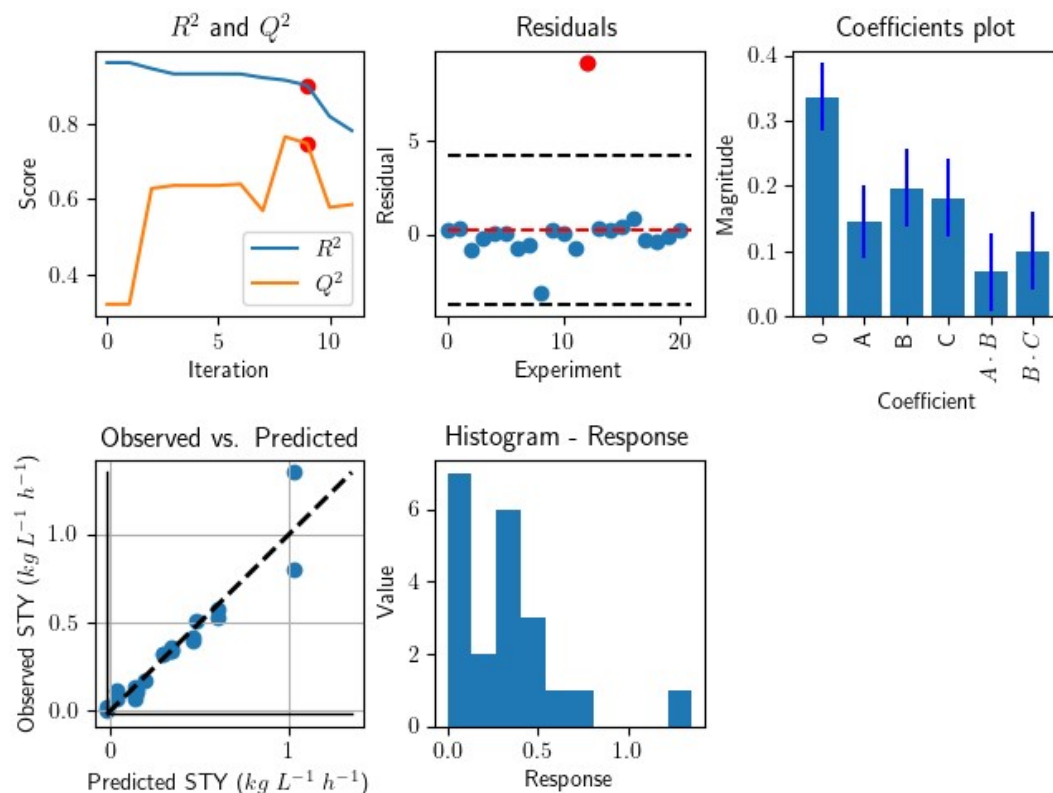 R² and Q²
Score
0.8
0.6
0.4
R²
Q²
0
5
10
Iteration
Residuals
Residual
5
0
0
10
20
Experiment
Coefficients plot
Magnitude
0.4
0.3
0.2
0.1
0.0
0
A
B
C
A · B
B · C
Coefficient
Observed vs. Predicted
Observed STY (kg L⁻¹ h⁻¹)
1.0
0.5
0.0
0
1
Predicted STY (kg L⁻¹ h⁻¹)
Histogram - Response
Value
6
4
2
0
0.0
0.5
1.0
Response